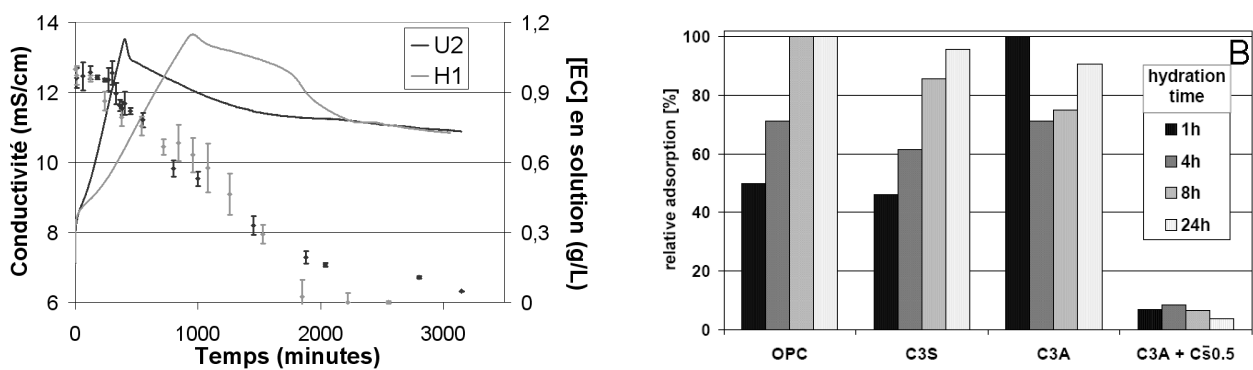 14
12
10
8
6
Conductivité (mS/cm)
U2
H1
1,2
0,9
0,6
0,3
0
[EC] en solution (g/L)
0
1000
2000
3000
Temps (minutes)
B
100
80
60
40
20
0
relative adsorption [%]
hydration
time
1h
4h
8h
24h
OPC
C3S
C3A
C3A + Cs̄0.5